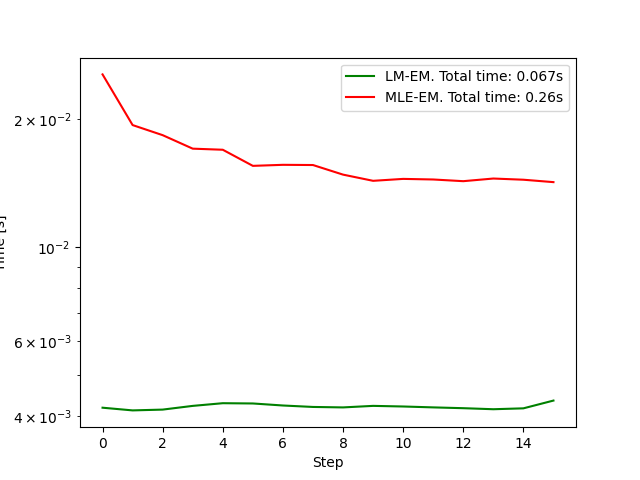 LM-EM. Total time: 0.067s
MLE-EM. Total time: 0.26s
2 × 10⁻²
10⁻²
6 × 10⁻³
4 × 10⁻³
[s]
0 2 4 6 8 10 12 14
Step